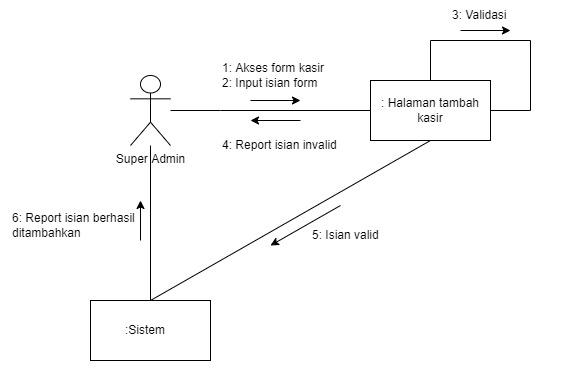 3: Validasi
1: Akses form kasir
2: Input isian form
: Halaman tambah
kasir
4: Report isian invalid
Super Admin
6: Report isian berhasil
ditambahkan
5: Isian valid
:Sistem